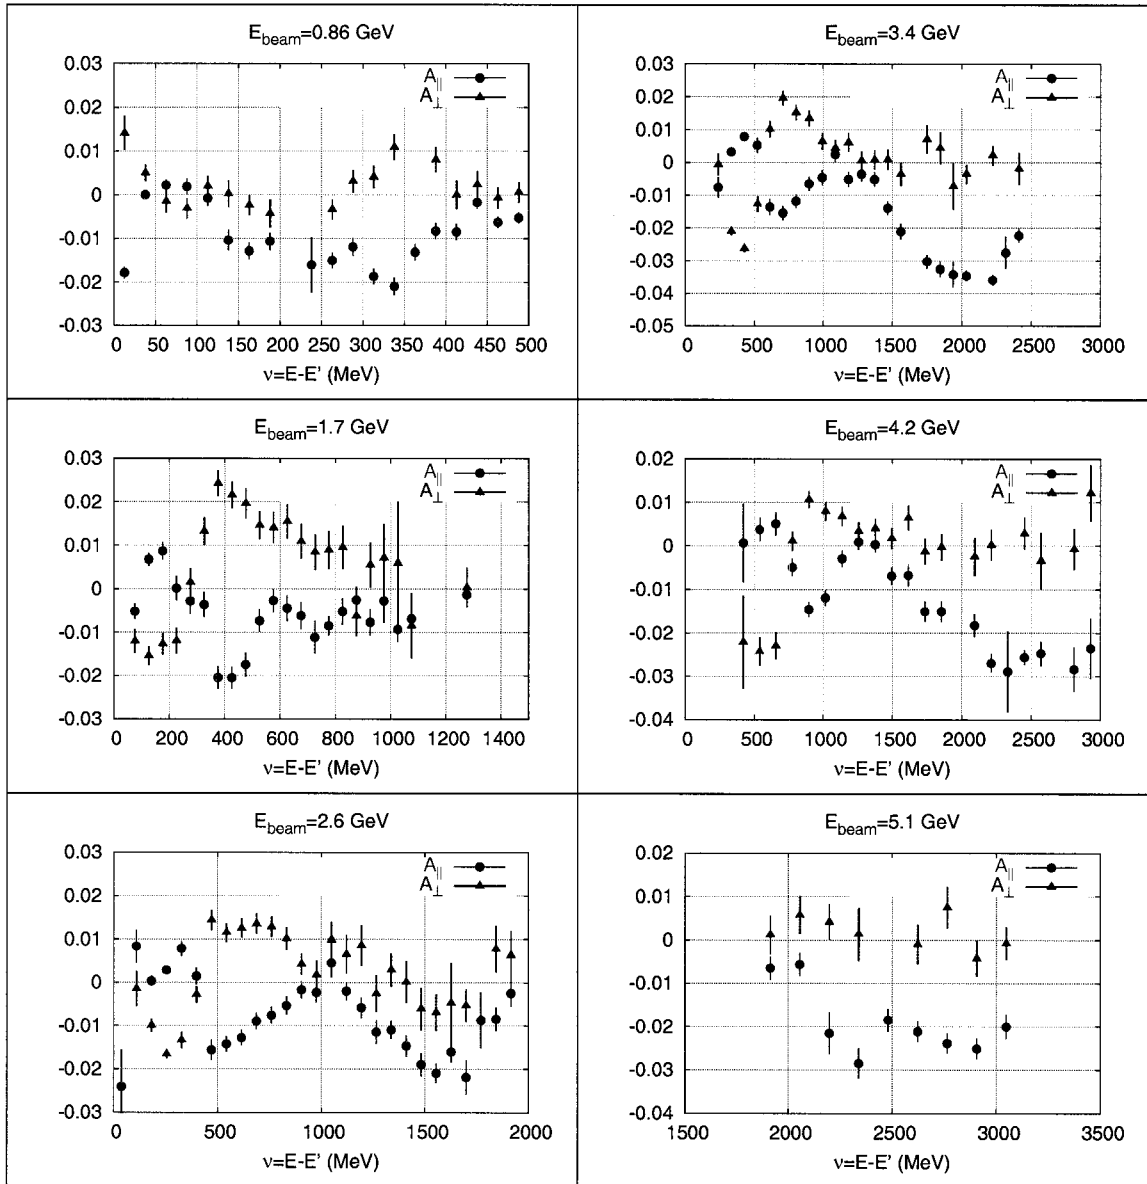 E_beam=0.86 GeV
A_||
A_⊥
0.03
0.02
0.01
0
-0.01
-0.02
-0.03
0 50 100 150 200 250 300 350 400 450 500
ν=E-E' (MeV)
E_beam=3.4 GeV
A_||
A_⊥
0.03
0.02
0.01
0
-0.01
-0.02
-0.03
-0.04
-0.05
0 500 1000 1500 2000 2500 3000
ν=E-E' (MeV)
E_beam=1.7 GeV
A_||
A_⊥
0.03
0.02
0.01
0
-0.01
-0.02
-0.03
0 200 400 600 800 1000 1200 1400
ν=E-E' (MeV)
E_beam=4.2 GeV
A_||
A_⊥
0.02
0.01
0
-0.01
-0.02
-0.03
-0.04
0 500 1000 1500 2000 2500 3000
ν=E-E' (MeV)
E_beam=2.6 GeV
A_||
A_⊥
0.03
0.02
0.01
0
-0.01
-0.02
-0.03
0 500 1000 1500 2000
ν=E-E' (MeV)
E_beam=5.1 GeV
A_||
A_⊥
0.02
0.01
0
-0.01
-0.02
-0.03
-0.04
1500 2000 2500 3000 3500
ν=E-E' (MeV)